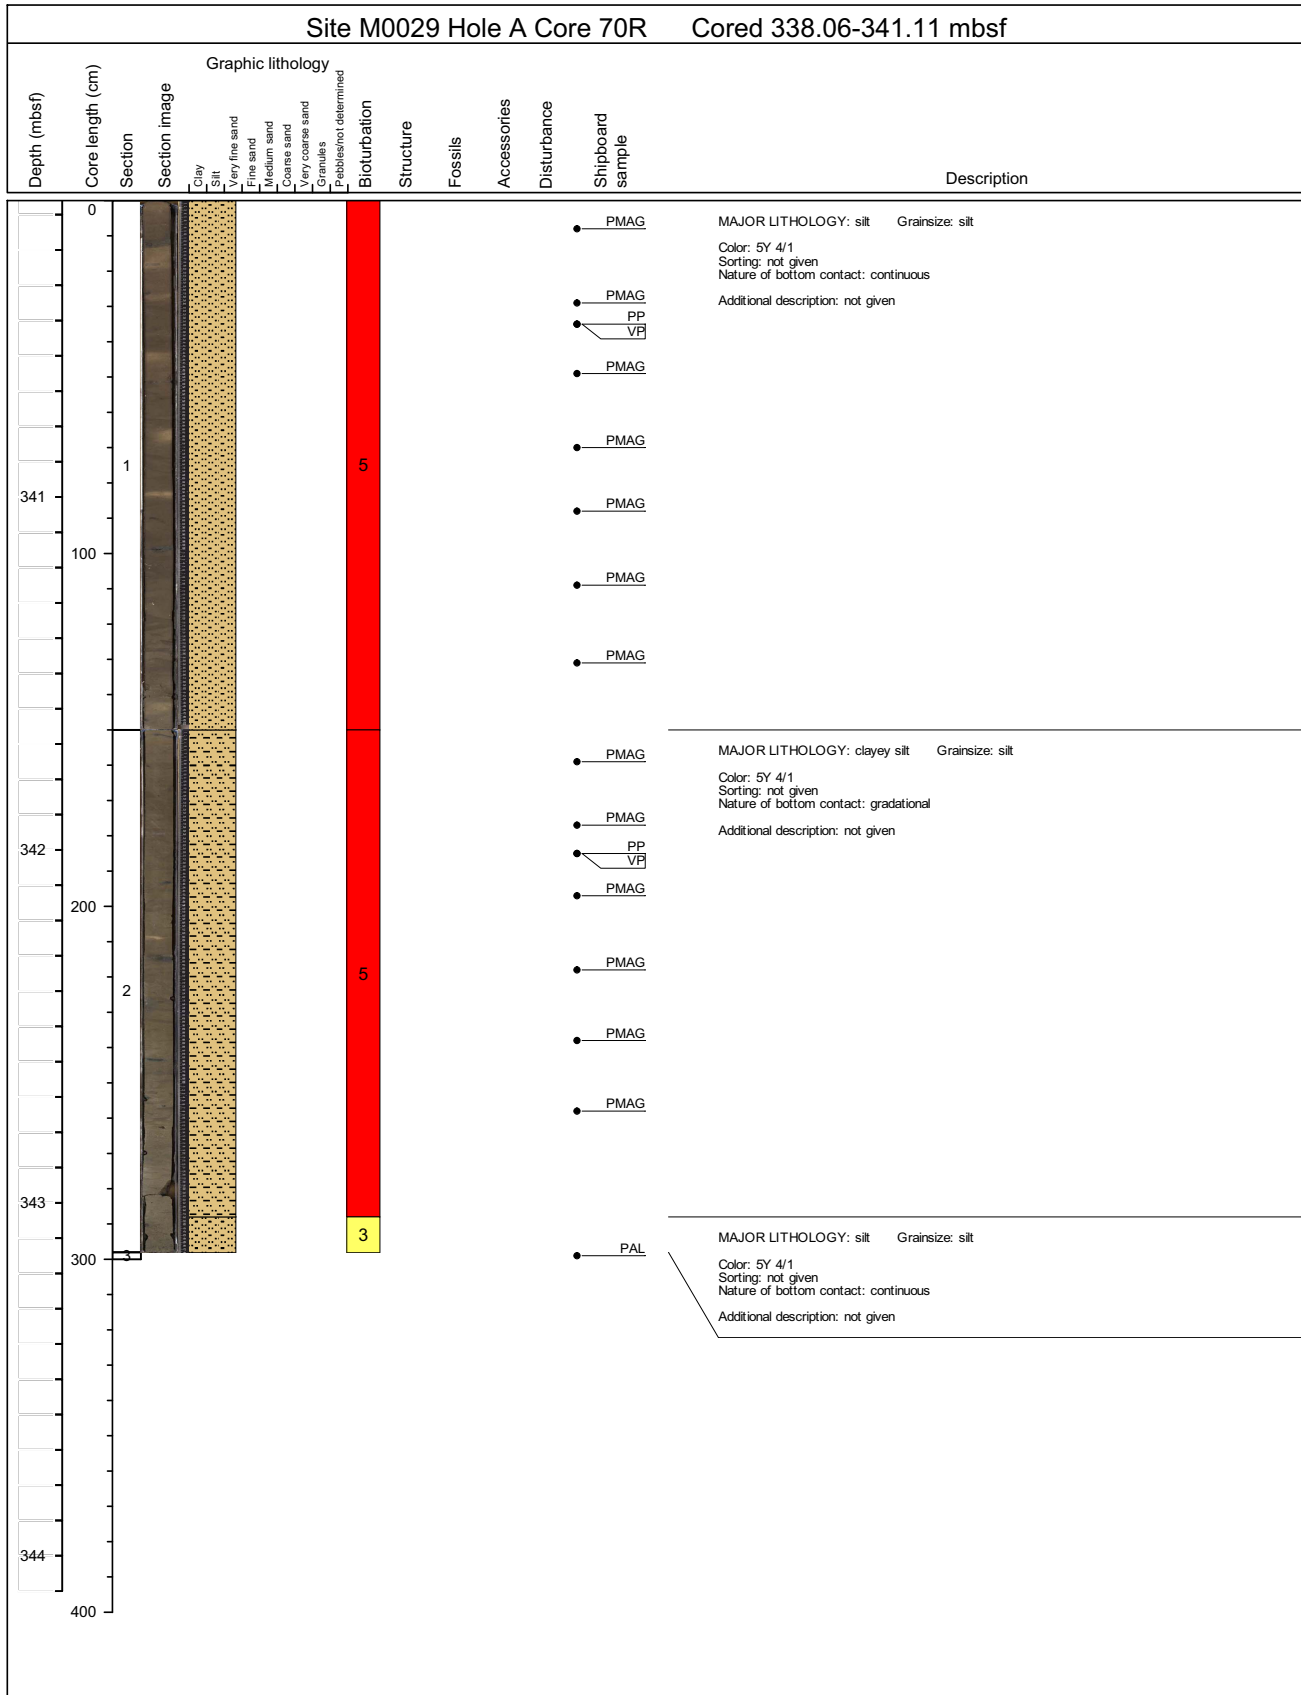 Site M0029 Hole A Core 70R Cored 338.06-341.11 mbsf
Depth (mbsf)
Core length (cm)
Section
Section image
Graphic lithology
Clay
Silt
Very fine sand
Fine sand
Medium sand
Coarse sand
Very coarse sand
Granules
Pebbles/not determined
Bioturbation
Structure
Fossils
Accessories
Disturbance
Shipboard
sample
Description
0
PMAG
MAJOR LITHOLOGY: silt Grainsize: silt
Color: 5Y 4/1
Sorting: not given
Nature of bottom contact: continuous
Additional description: not given
PMAG
PP
VP
PMAG
PMAG
1
5
341
PMAG
100
PMAG
PMAG
PMAG
MAJOR LITHOLOGY: clayey silt Grainsize: silt
Color: 5Y 4/1
Sorting: not given
Nature of bottom contact: gradational
Additional description: not given
PMAG
342
PP
VP
PMAG
200
PMAG
5
2
PMAG
PMAG
343
3
MAJOR LITHOLOGY: silt Grainsize: silt
Color: 5Y 4/1
Sorting: not given
Nature of bottom contact: continuous
Additional description: not given
PAL
3
300
344
400